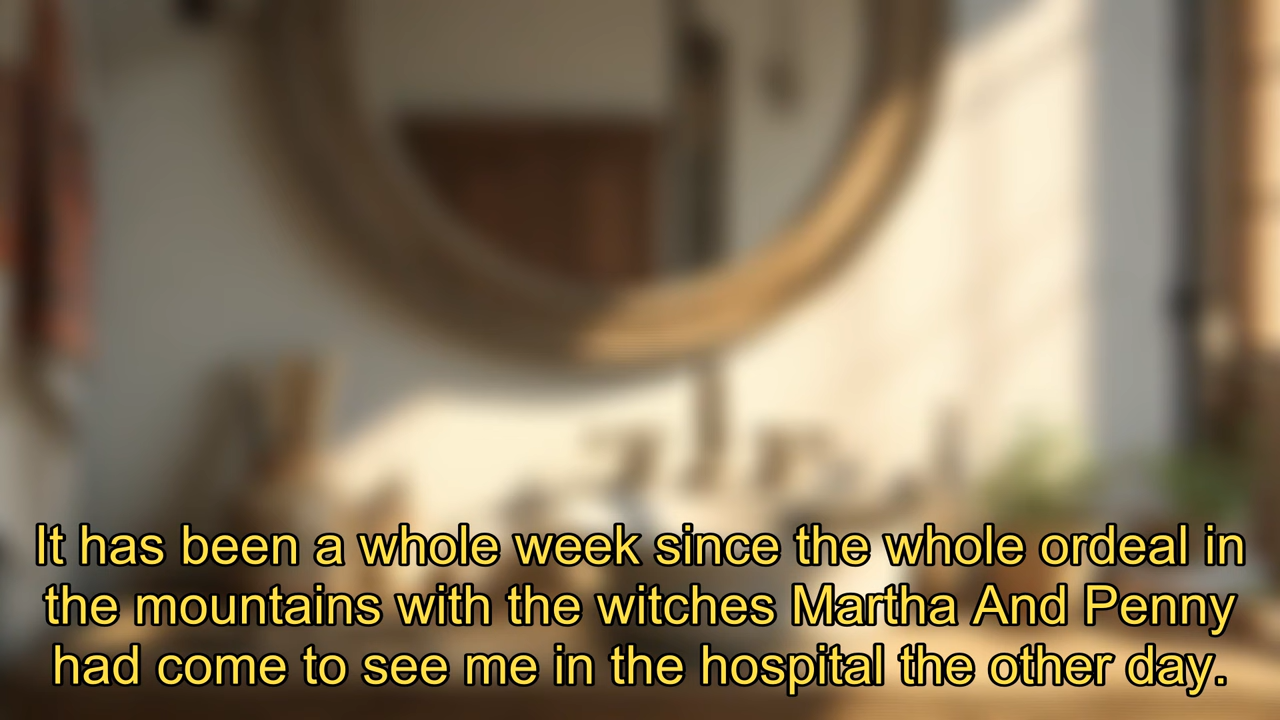 It has been a whole week since the whole ordeal in
the mountains with the witches Martha And Penny
had come to see me in the hospital the other day.